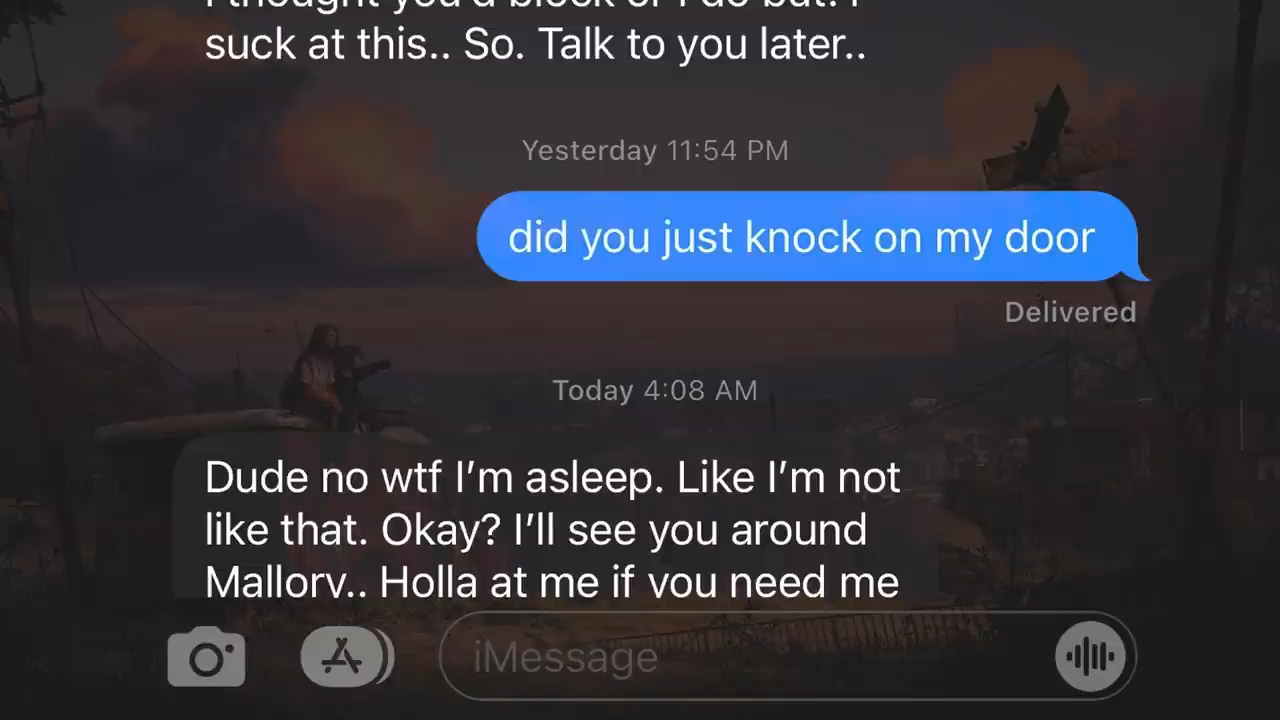 suck at this.. So. Talk to you later..
Yesterday 11:54 PM
did you just knock on my door
Delivered
Today 4:08 AM
Dude no wtf I’m asleep. Like I’m not
like that. Okay? I’ll see you around
Mallory.. Holla at me if you need me
iMessage